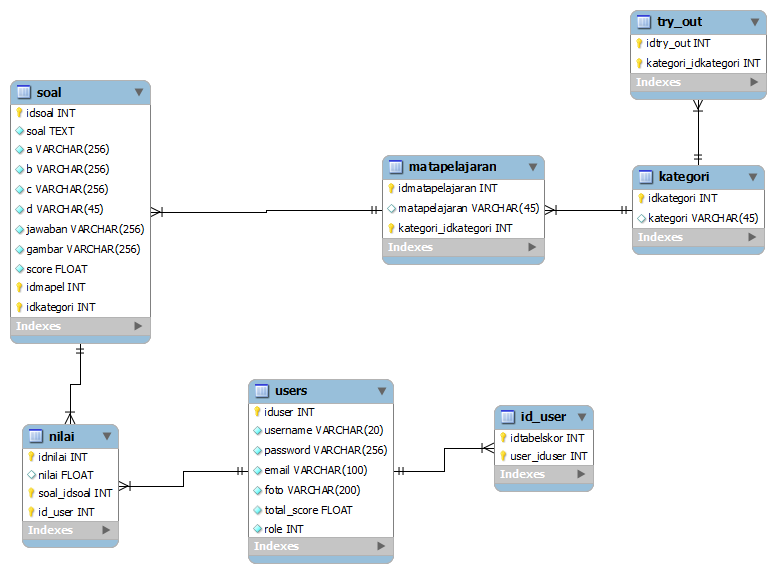 try_out
idtry_out INT
kategori_idkategori INT
Indexes
soal
idsoal INT
soal TEXT
a VARCHAR(256)
b VARCHAR(256)
c VARCHAR(256)
d VARCHAR(45)
jawaban VARCHAR(256)
gambar VARCHAR(256)
score FLOAT
idmapel INT
idkategori INT
Indexes
matapelajaran
idmatapelajaran INT
matapelajaran VARCHAR(45)
kategori_idkategori INT
Indexes
kategori
idkategori INT
kategori VARCHAR(45)
Indexes
nilai
idnilai INT
nilai FLOAT
soal_idsoal INT
id_user INT
Indexes
users
iduser INT
username VARCHAR(20)
password VARCHAR(256)
email VARCHAR(100)
foto VARCHAR(200)
total_score FLOAT
role INT
Indexes
id_user
idtabelskor INT
user_iduser INT
Indexes